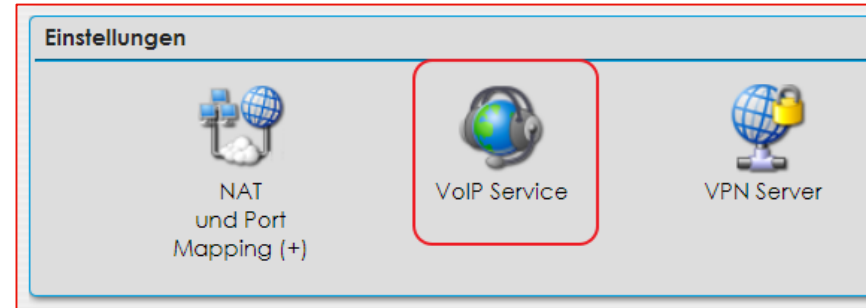 Einstellungen
NAT
und Port
Mapping (+)
VoIP Service
VPN Server